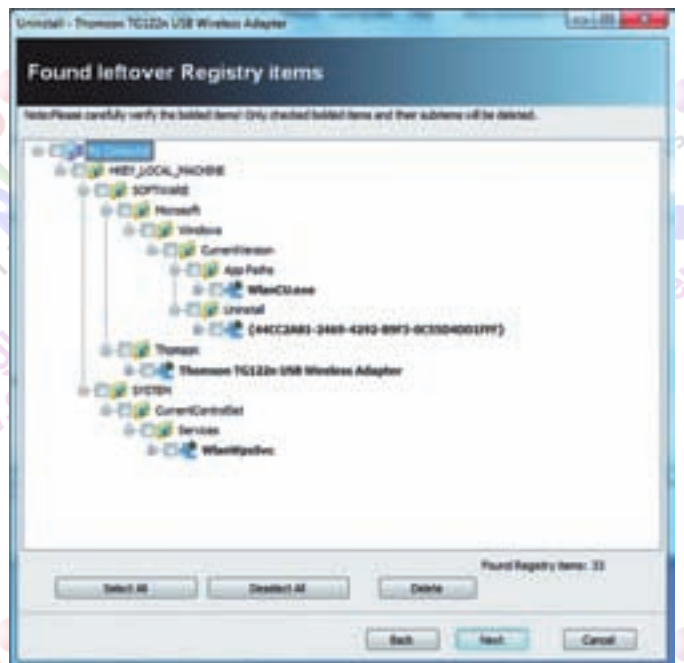 Uninstall - Thomson TG122n USB Wireless Adapter
Found leftover Registry items
Note:Please carefully verify the bolded items! Only checked bolded items and their subitems will be deleted.
My Computer
HKEY_LOCAL_MACHINE
SOFTWARE
Microsoft
Windows
CurrentVersion
App Paths
WlanCU.exe
Uninstall
Thomson
Thomson TG122n USB Wireless Adapter
SYSTEM
CurrentControlSet
Services
WlanWpsSvc
Found Registry items: 33
Select All Deselect All Delete
Back Next Cancel